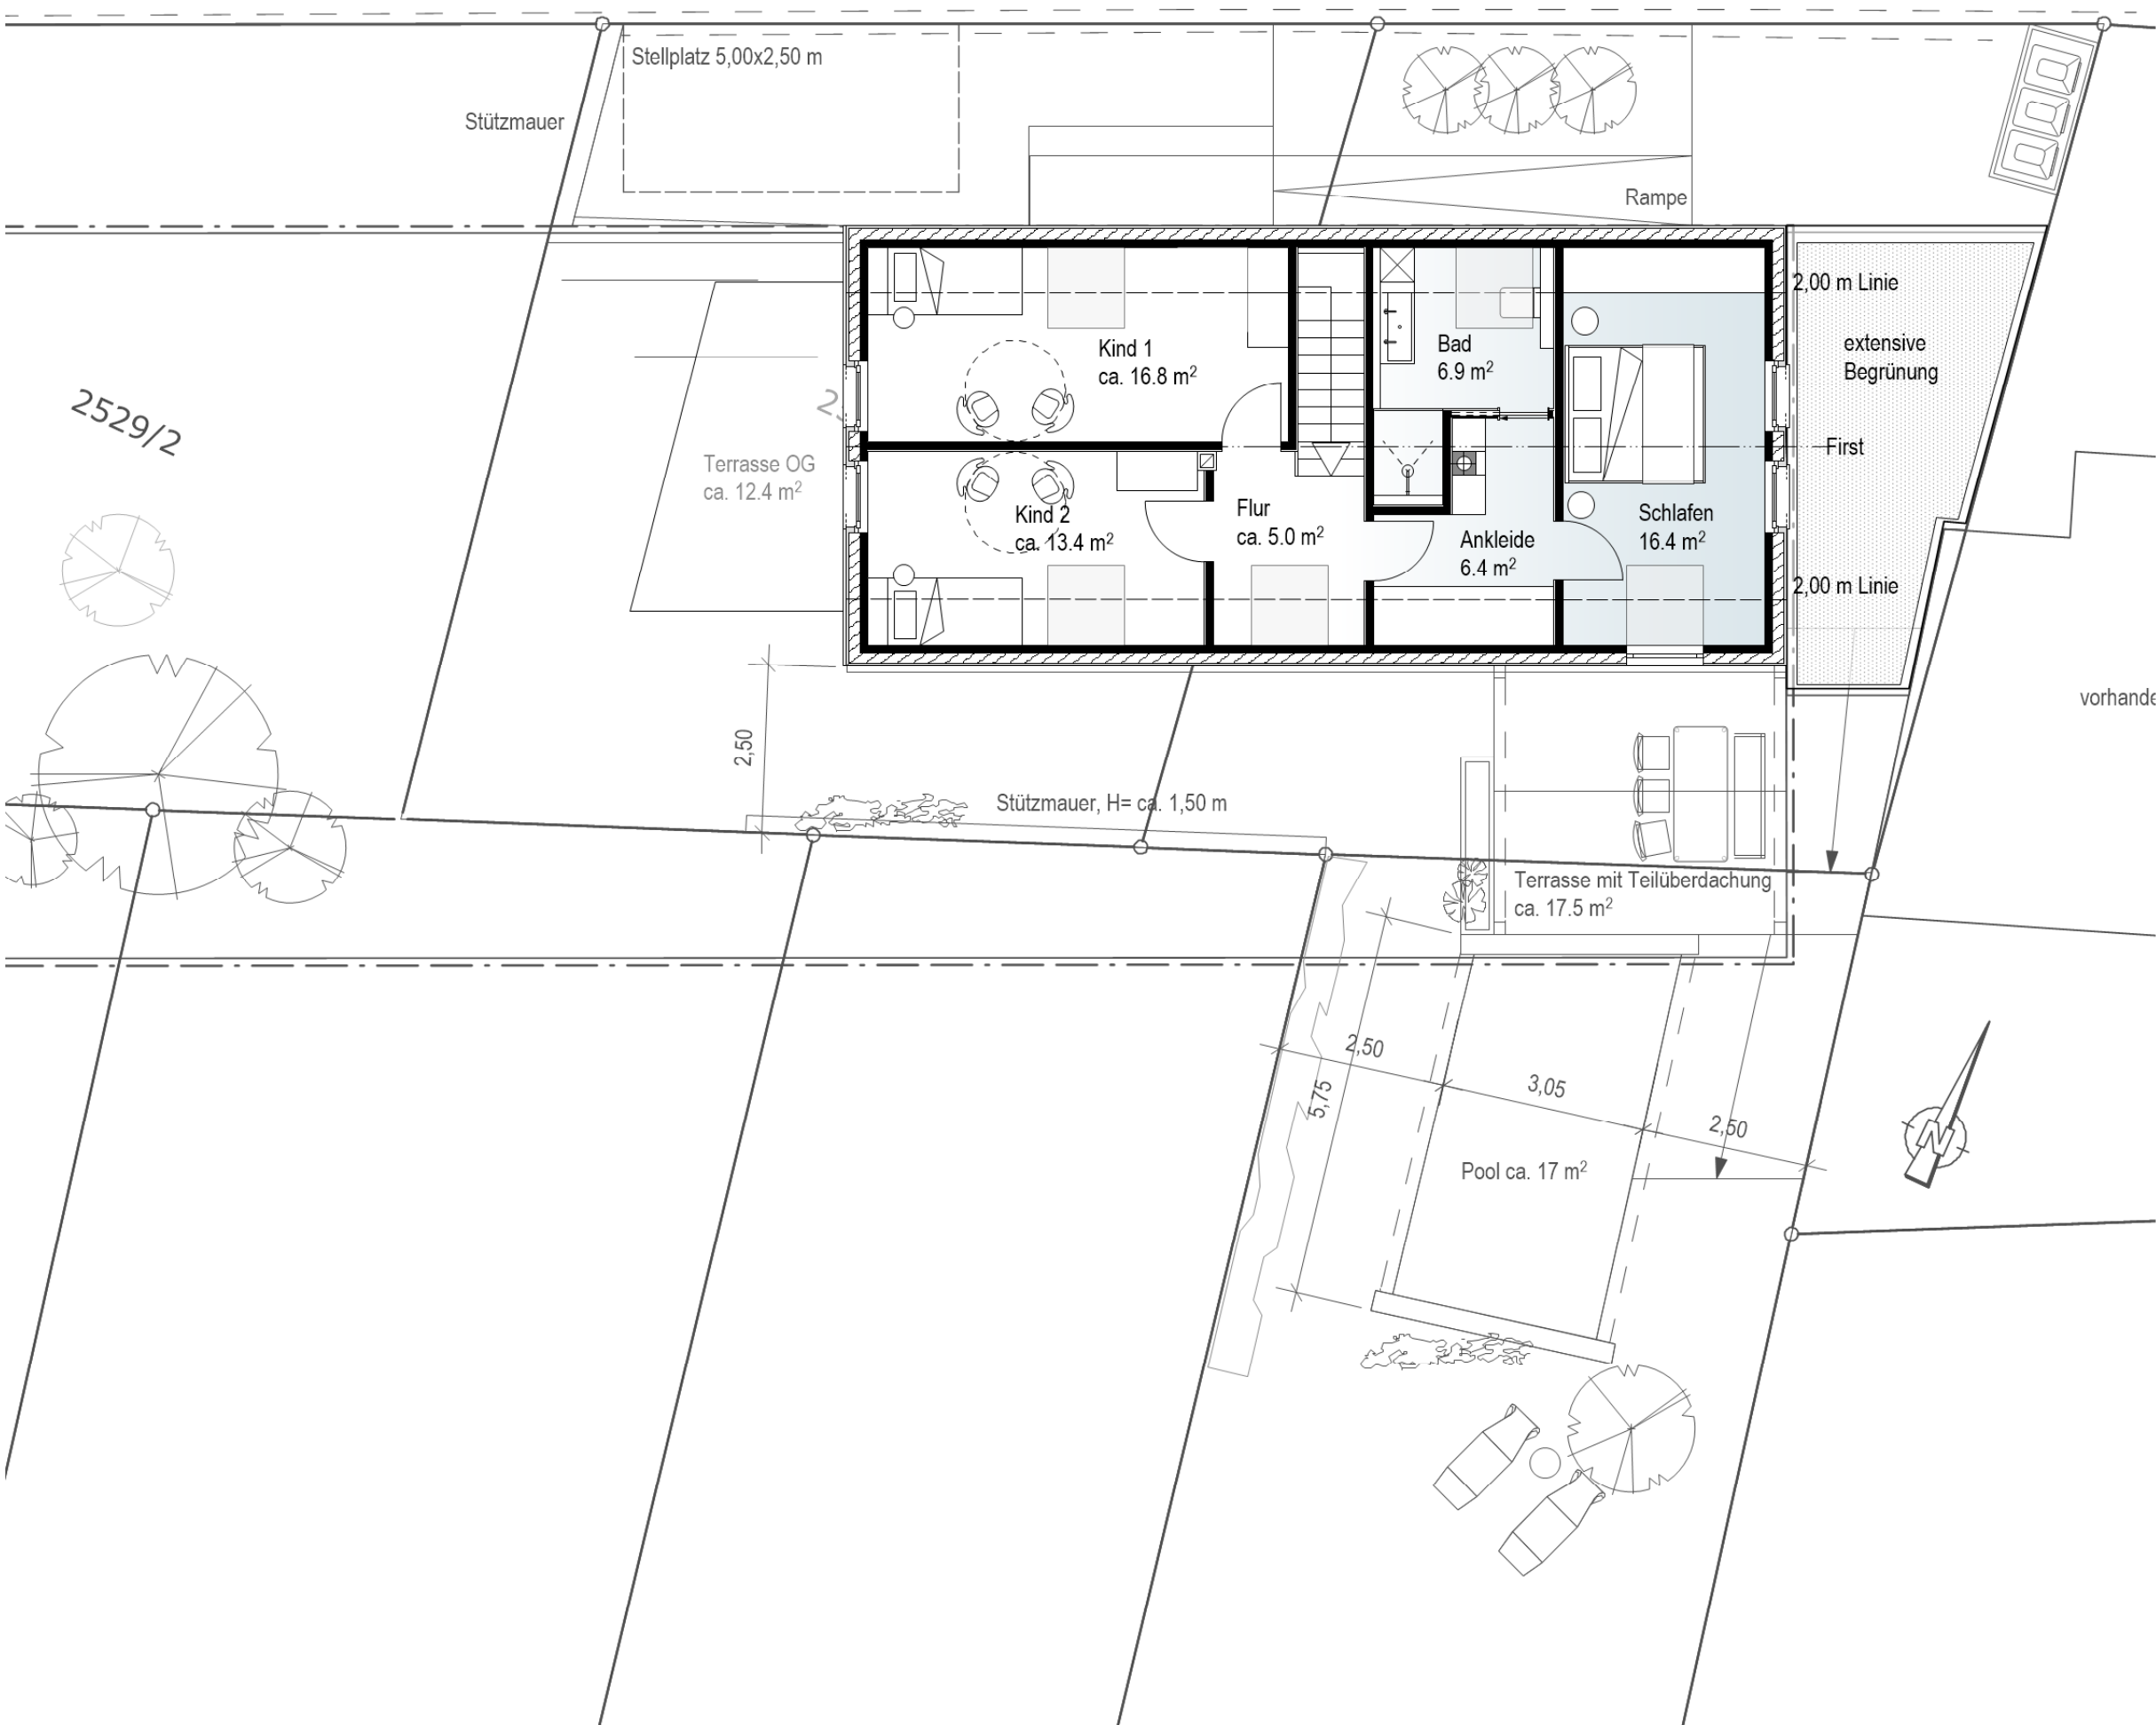 Stellplatz 5,00x2,50 m
Stützmauer
Rampe
2,00 m Linie
extensive
Begrünung
Kind 1
ca. 16.8 m²
Bad
6.9 m²
2529/2
First
Terrasse OG
ca. 12.4 m²
Kind 2
ca. 13.4 m²
Flur
ca. 5.0 m²
Schlafen
16.4 m²
Ankleide
6.4 m²
2,00 m Linie
2,50
Stützmauer, H= ca. 1,50 m
Terrasse mit Teilüberdachung
ca. 17.5 m²
2,50
5,75
3,05
2,50
N
Pool ca. 17 m²